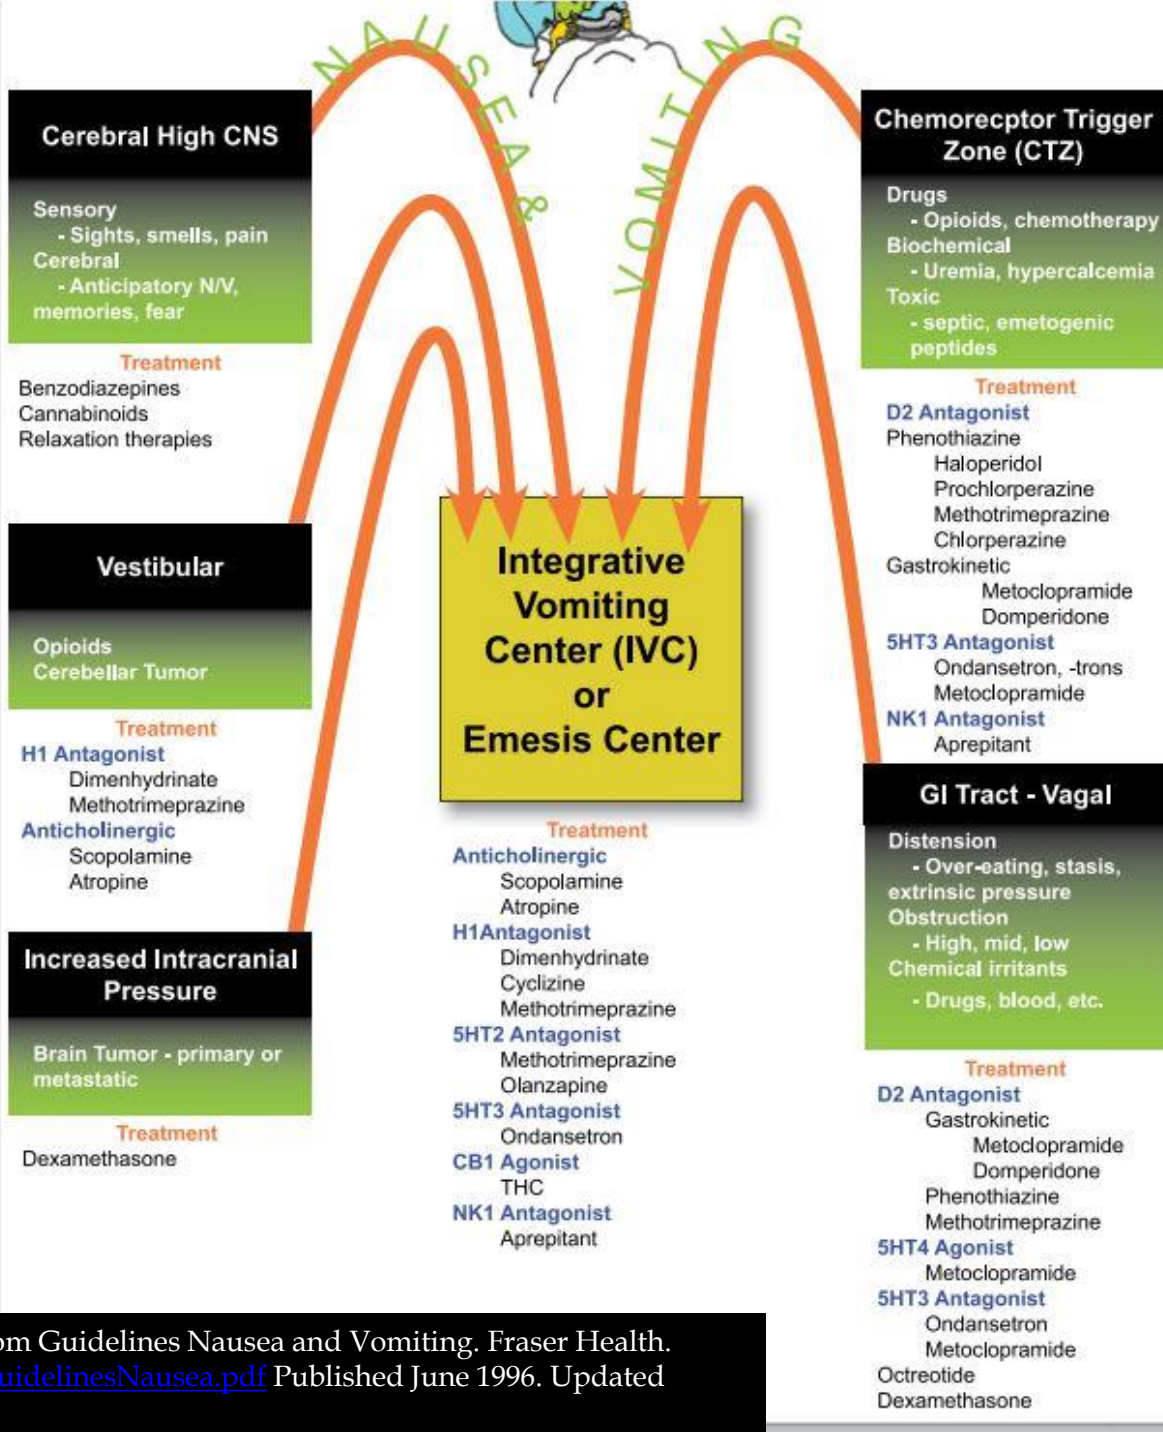 NAUSEA &
VOMITING
Cerebral High CNS
Sensory
- Sights, smells, pain
Cerebral
- Anticipatory N/V,
memories, fear
Treatment
Benzodiazepines
Cannabinoids
Relaxation therapies
Vestibular
Opioids
Cerebellar Tumor
Treatment
H1 Antagonist
Dimenhydrinate
Methotrimeprazine
Anticholinergic
Scopolamine
Atropine
Increased Intracranial
Pressure
Brain Tumor - primary or
metastatic
Treatment
Dexamethasone
Integrative
Vomiting
Center (IVC)
or
Emesis Center
Treatment
Anticholinergic
Scopolamine
Atropine
H1Antagonist
Dimenhydrinate
Cyclizine
Methotrimeprazine
5HT2 Antagonist
Methotrimeprazine
Olanzapine
5HT3 Antagonist
Ondansetron
CB1 Agonist
THC
NK1 Antagonist
Aprepitant
Chemorecptor Trigger
Zone (CTZ)
Drugs
- Opioids, chemotherapy
Biochemical
- Uremia, hypercalcemia
Toxic
- septic, emetogenic
peptides
Treatment
D2 Antagonist
Phenothiazine
Haloperidol
Prochlorperazine
Methotrimeprazine
Chlorperazine
Gastrokinetic
Metoclopramide
Domperidone
5HT3 Antagonist
Ondansetron, -trons
Metoclopramide
NK1 Antagonist
Aprepitant
GI Tract - Vagal
Distension
- Over-eating, stasis,
extrinsic pressure
Obstruction
- High, mid, low
Chemical irritants
- Drugs, blood, etc.
Treatment
D2 Antagonist
Gastrokinetic
Metoclopramide
Domperidone
Phenothiazine
Methotrimeprazine
5HT4 Agonist
Metoclopramide
5HT3 Antagonist
Ondansetron
Metoclopramide
Octreotide
Dexamethasone
om Guidelines Nausea and Vomiting. Fraser Health.
uidelinesNausea.pdf Published June 1996. Updated